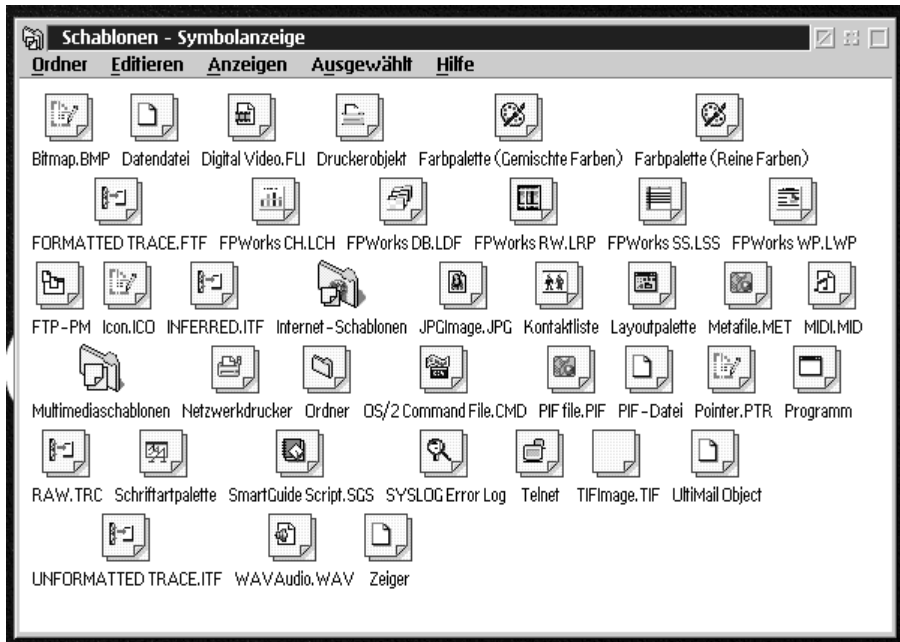 Schablonen - Symbolanzeige
Ordner Editieren Anzeigen Ausgewählt Hilfe
Bitmap.BMP Datendatei Digital Video.FLI Druckerobjekt Farbpalette (Gemischte Farben) Farbpalette (Reine Farben)
FORMATTED TRACE.FTF FPWorks CH.LCH FPWorks DB.LDF FPWorks RW.LRP FPWorks SS.LSS FPWorks WP.LWP
FTP-PM Icon.ICO INFERRED.ITF Internet-Schablonen JPGImage.JPG Kontaktliste Layoutpalette Metafile.MET MIDI.MID
Multimediaschablonen Netzwerkdrucker Ordner OS/2 Command File.CMD PIF file.PIF PIF-Datei Pointer.PTR Programm
RAW.TRC Schriftartpalette SmartGuide Script.SGS SYSLOG Error Log Telnet TIFImage.TIF UltiMail Object
UNFORMATTED TRACE.ITF WAVAudio.WAV Zeiger